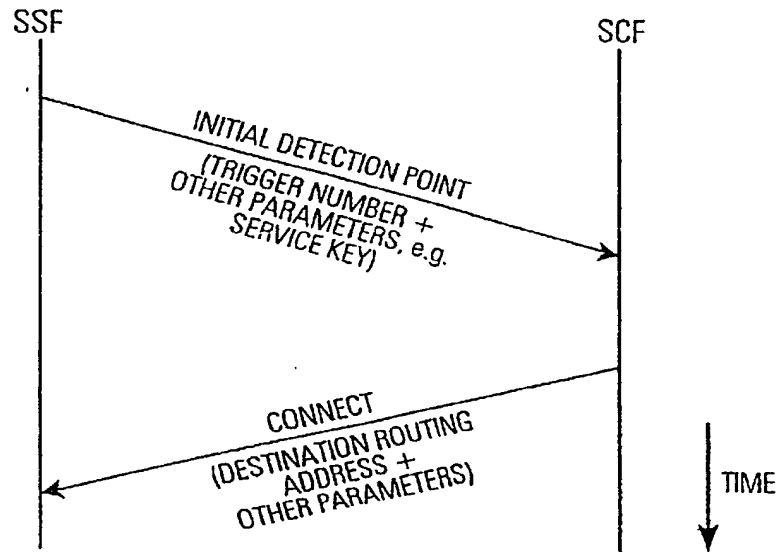 SSF
SCF
INITIAL DETECTION POINT
(TRIGGER NUMBER +
OTHER PARAMETERS, e.g.
SERVICE KEY)
CONNECT
(DESTINATION ROUTING
ADDRESS +
OTHER PARAMETERS)
TIME